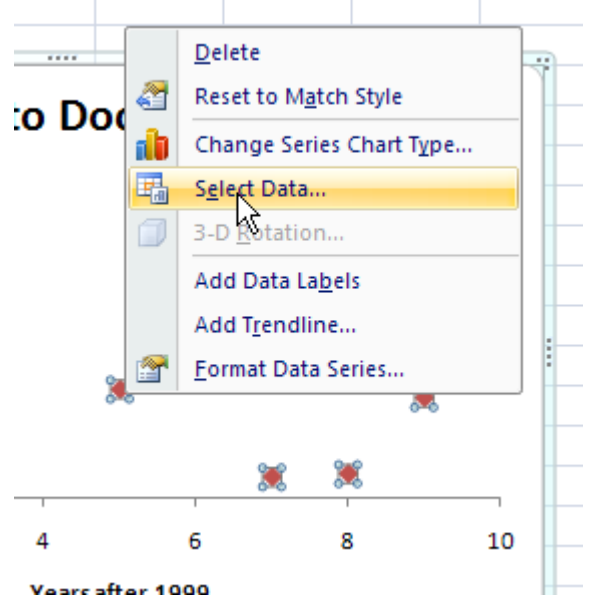 Delete
to Doc
Reset to Match Style
Change Series Chart Type...
Select Data...
3-D Rotation...
Add Data Labels
Add Trendline...
Format Data Series...
4 6 8 10
Years after 1999